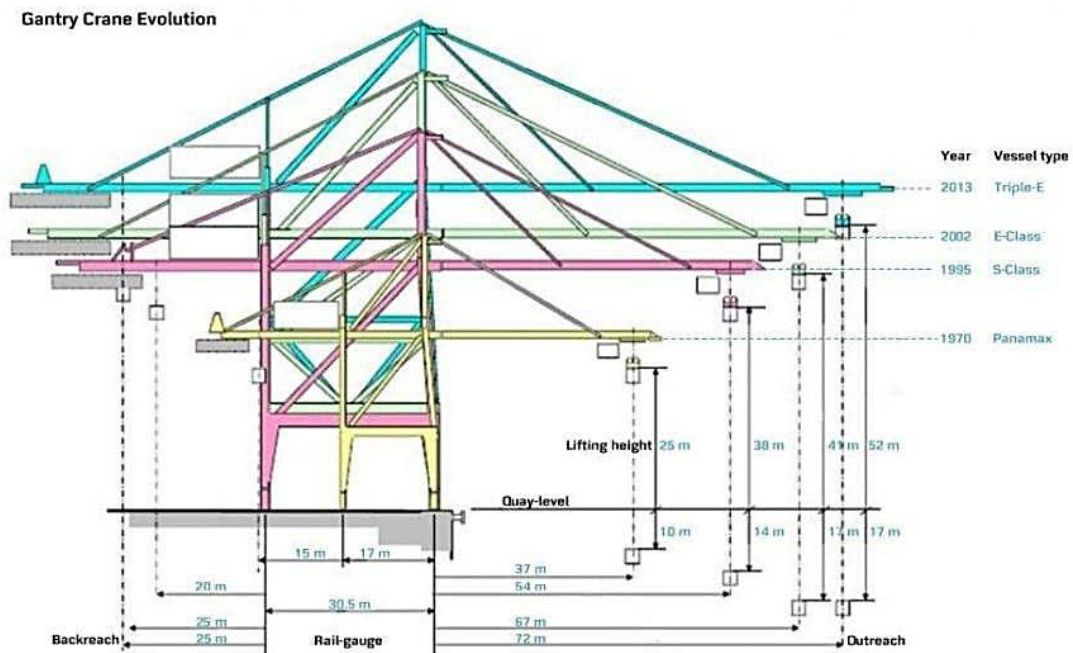 Gantry Crane Evolution
Year Vessel type
2013 Triple-E
2002 E-Class
1995 S-Class
1970 Panamax
Lifting height 25 m 38 m 41 m 52 m
Quay-level
10 m 14 m 17 m 17 m
15 m 17 m
37 m
20 m 54 m
30.5 m
25 m 67 m
Backreach 25 m Rail-gauge 72 m Outreach